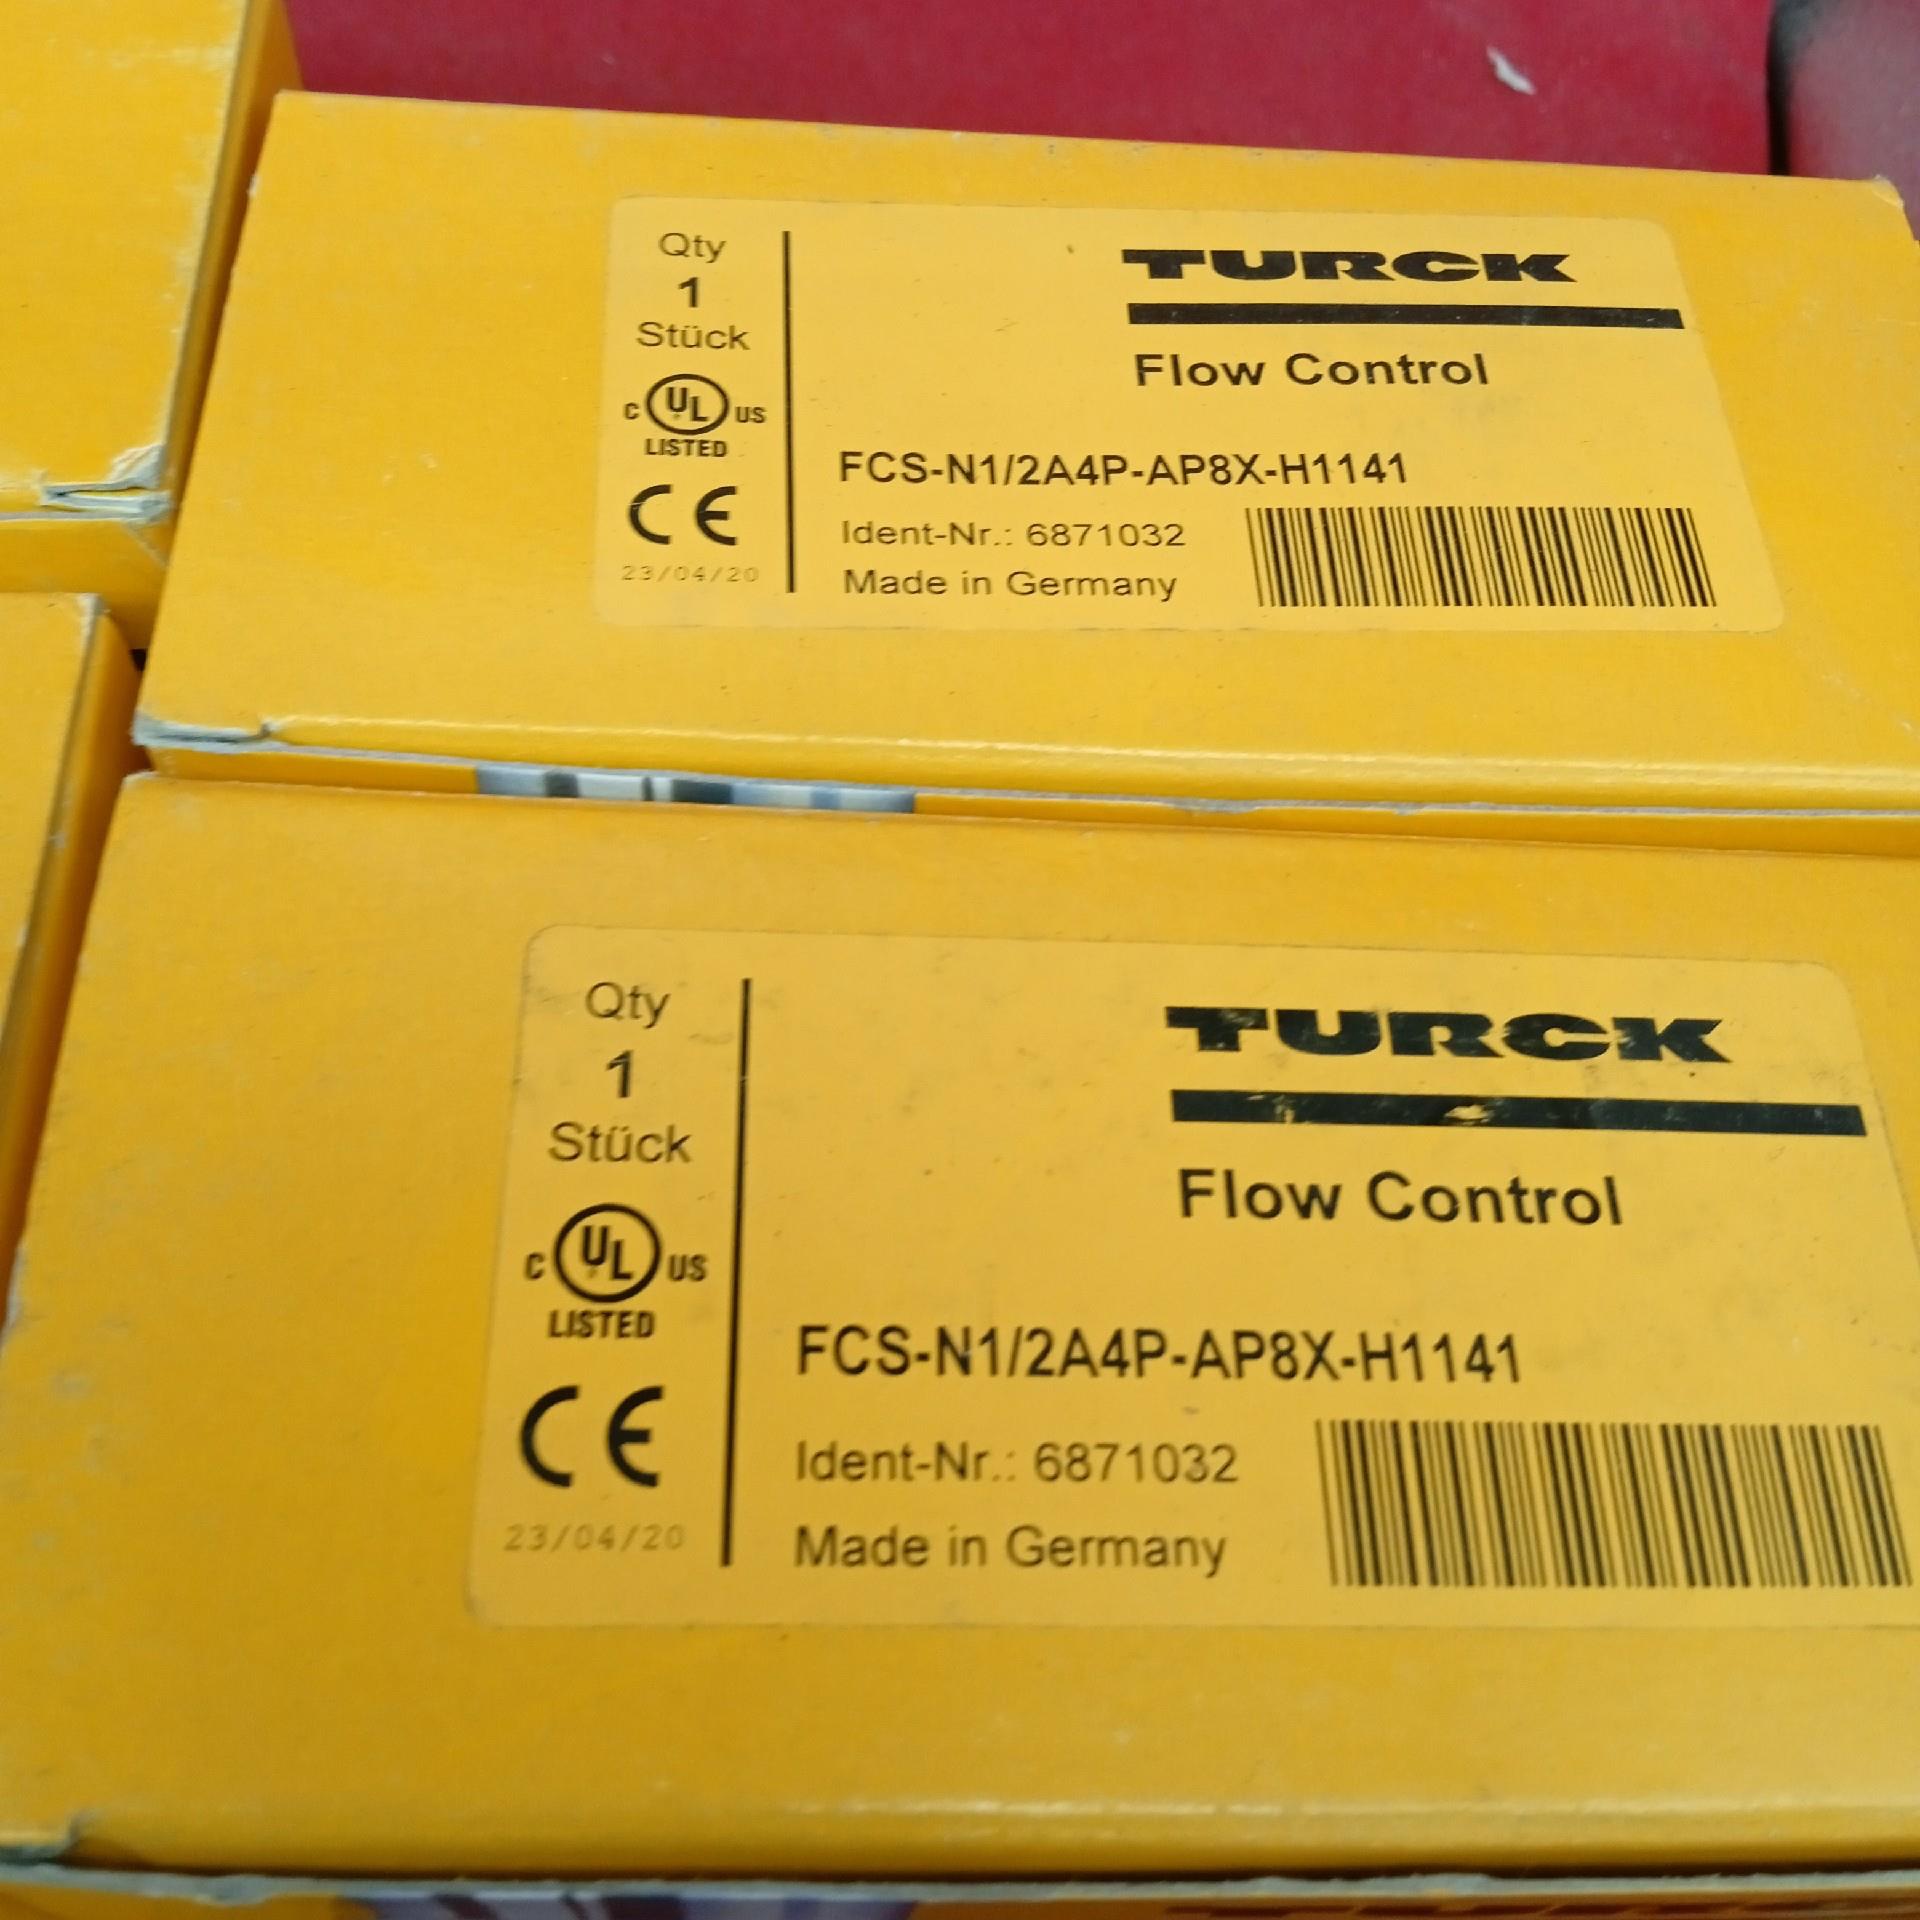 Qty
1
Stück
C UL US
LISTED
CE
23/04/20
TURCK
Flow Control
FCS-N1/2A4P-AP8X-H1141
Ident-Nr.: 6871032
Made in Germany
Qty
1
Stück
C UL US
LISTED
CE
23/04/20
TURCK
Flow Control
FCS-N1/2A4P-AP8X-H1141
Ident-Nr.: 6871032
Made in Germany